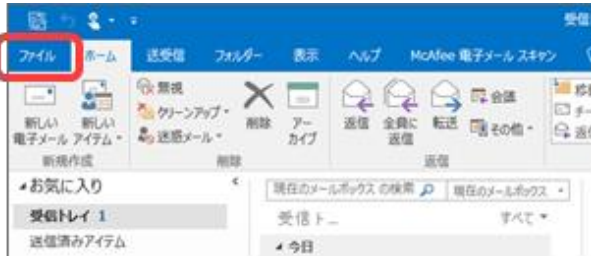 受信
ファイル ホーム 送受信 フォルダー 表示 ヘルプ McAfee 電子メール スキャン
新しい 電子メール
新しい アイテム
新規作成
無視
クリーンアップ
迷惑メール
削除
アー カイブ
削除
返信
全員に 返信
転送
会議
その他
返信
移動
チー
返信
お気に入り
現在のメールボックス の検索 現在のメールボックス
受信トレイ 1
受信ト... すべて
送信済みアイテム
今日